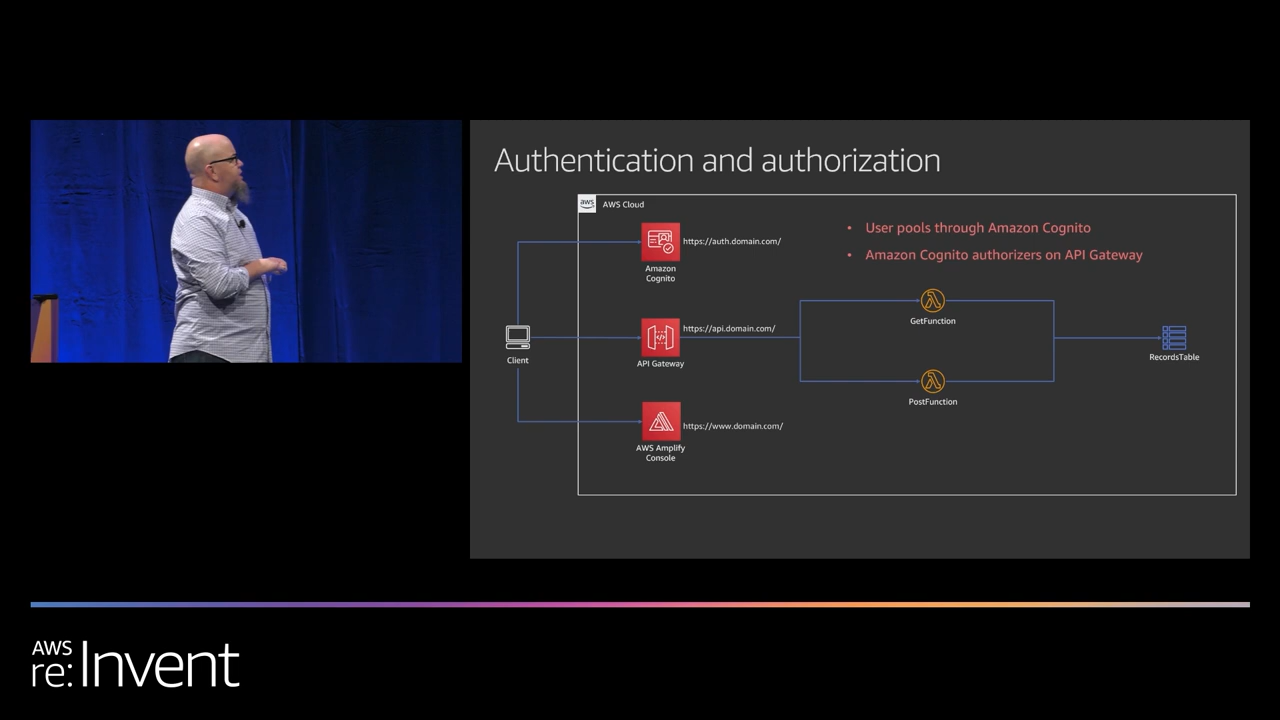 Authentication and authorization
aws
AWS Cloud
https://auth.domain.com/
Amazon
Cognito
• User pools through Amazon Cognito
• Amazon Cognito authorizers on API Gateway
GetFunction
https://api.domain.com/
Client
API Gateway
RecordsTable
PostFunction
https://www.domain.com/
AWS Amplify
Console
AWS
re:Invent